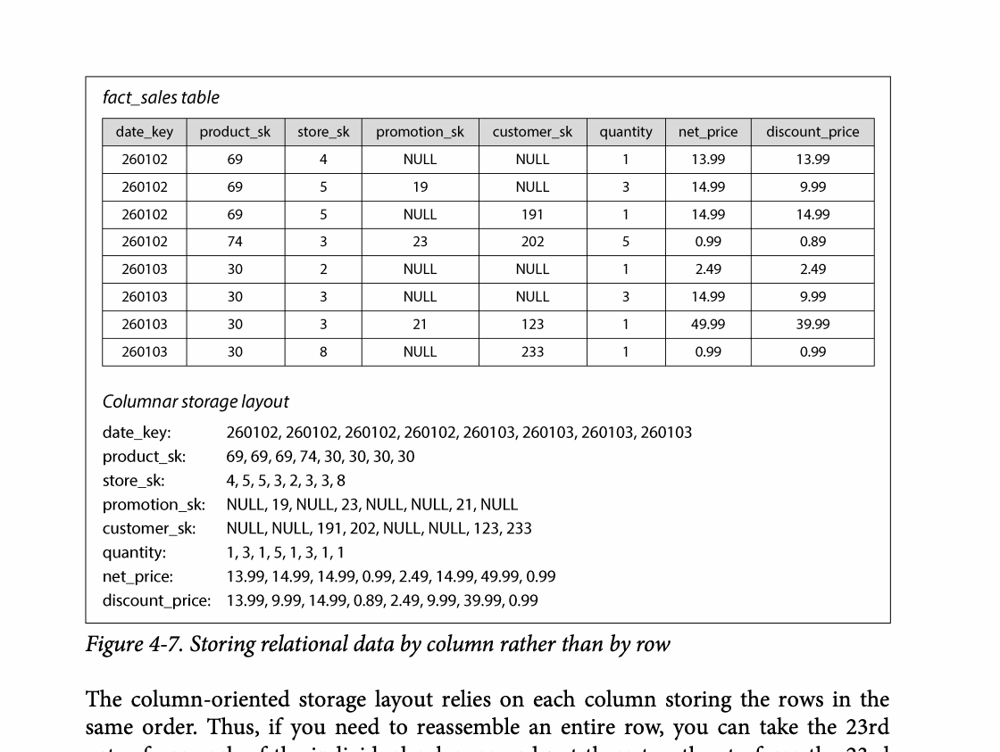 fact_sales table
date_key product_sk store_sk promotion_sk customer_sk quantity net_price discount_price
260102 69 4 NULL NULL 1 13.99 13.99
260102 69 5 19 NULL 3 14.99 9.99
260102 69 5 NULL 191 1 14.99 14.99
260102 74 3 23 202 5 0.99 0.89
260103 30 2 NULL NULL 1 2.49 2.49
260103 30 3 NULL NULL 3 14.99 9.99
260103 30 3 21 123 1 49.99 39.99
260103 30 8 NULL 233 1 0.99 0.99
Columnar storage layout
date_key: 260102, 260102, 260102, 260102, 260103, 260103, 260103, 260103
product_sk: 69, 69, 69, 74, 30, 30, 30, 30
store_sk: 4, 5, 5, 3, 2, 3, 3, 8
promotion_sk: NULL, 19, NULL, 23, NULL, NULL, 21, NULL
customer_sk: NULL, NULL, 191, 202, NULL, NULL, 123, 233
quantity: 1, 3, 1, 5, 1, 3, 1, 1
net_price: 13.99, 14.99, 14.99, 0.99, 2.49, 14.99, 49.99, 0.99
discount_price: 13.99, 9.99, 14.99, 0.89, 2.49, 9.99, 39.99, 0.99
Figure 4-7. Storing relational data by column rather than by row
The column-oriented storage layout relies on each column storing the rows in the
same order. Thus, if you need to reassemble an entire row, you can take the 23rd